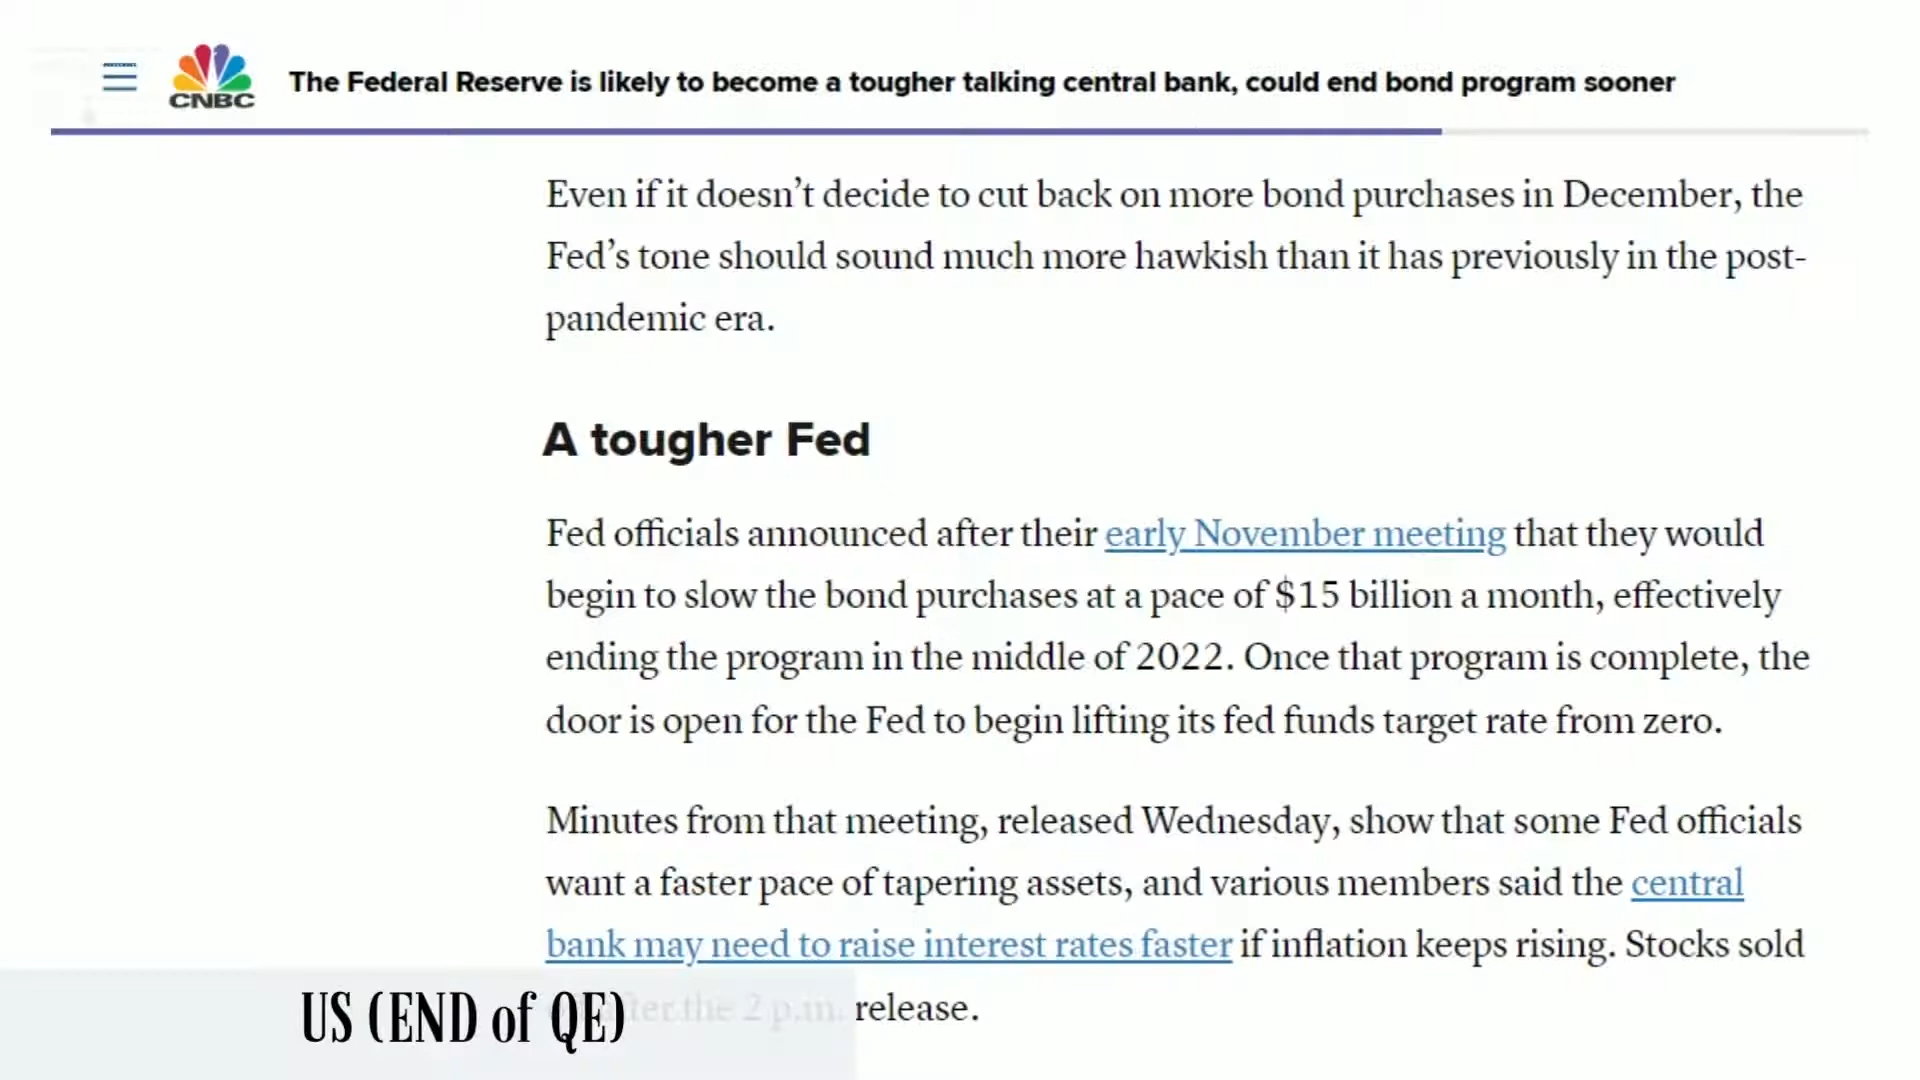 CNBC
The Federal Reserve is likely to become a tougher talking central bank, could end bond program sooner
Even if it doesn’t decide to cut back on more bond purchases in December, the
Fed’s tone should sound much more hawkish than it has previously in the post-
pandemic era.
A tougher Fed
Fed officials announced after their early November meeting that they would
begin to slow the bond purchases at a pace of $15 billion a month, effectively
ending the program in the middle of 2022. Once that program is complete, the
door is open for the Fed to begin lifting its fed funds target rate from zero.
Minutes from that meeting, released Wednesday, show that some Fed officials
want a faster pace of tapering assets, and various members said the central
bank may need to raise interest rates faster if inflation keeps rising. Stocks sold
the 2 p.m. release.
US (END of QE)